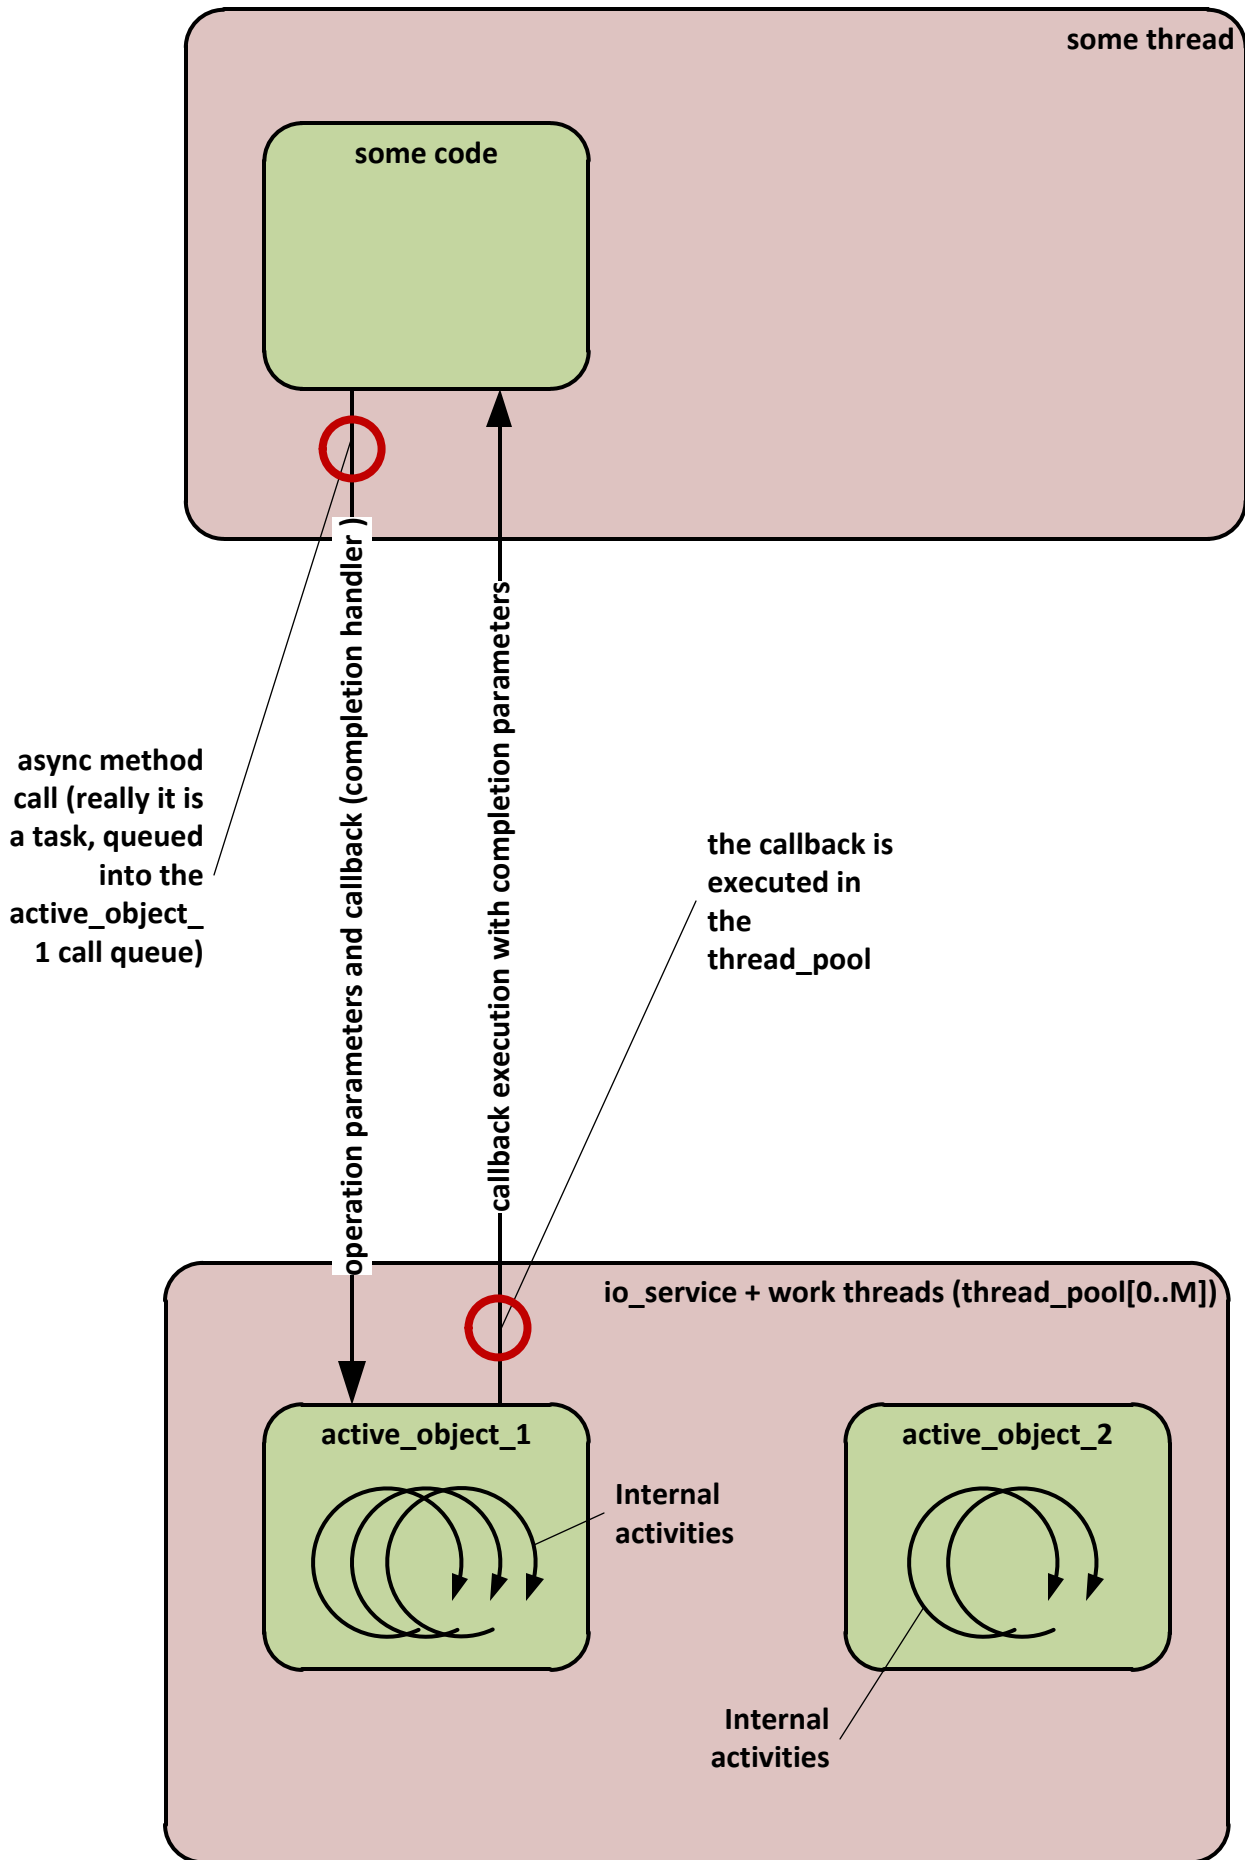 some thread
some code
operation parameters and callback (completion handler )
callback execution with completion parameters
async method
call (really it is
a task, queued
into the
active_object_
1 call queue)
the callback is
executed in
the
thread_pool
io_service + work threads (thread_pool[0..M])
active_object_1
active_object_2
Internal
activities
Internal
activities